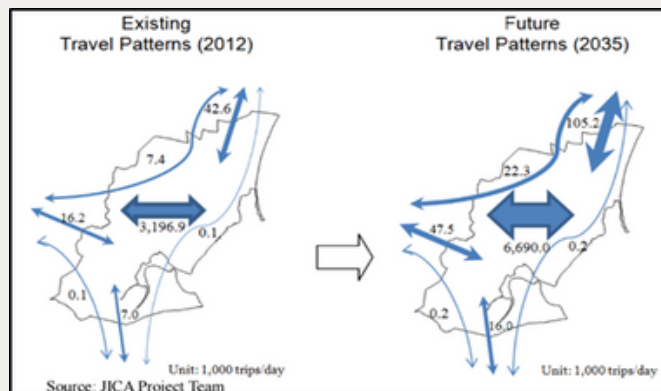 Existing
Travel Patterns (2012)
42.6
7.4
16.2
3,196.9
0.1
0.1
7.0
Unit: 1,000 trips/day
Source: JICA Project Team
Future
Travel Patterns (2035)
105.2
22.3
47.5
6,690.0
0.2
0.2
16.0
Unit: 1,000 trips/day